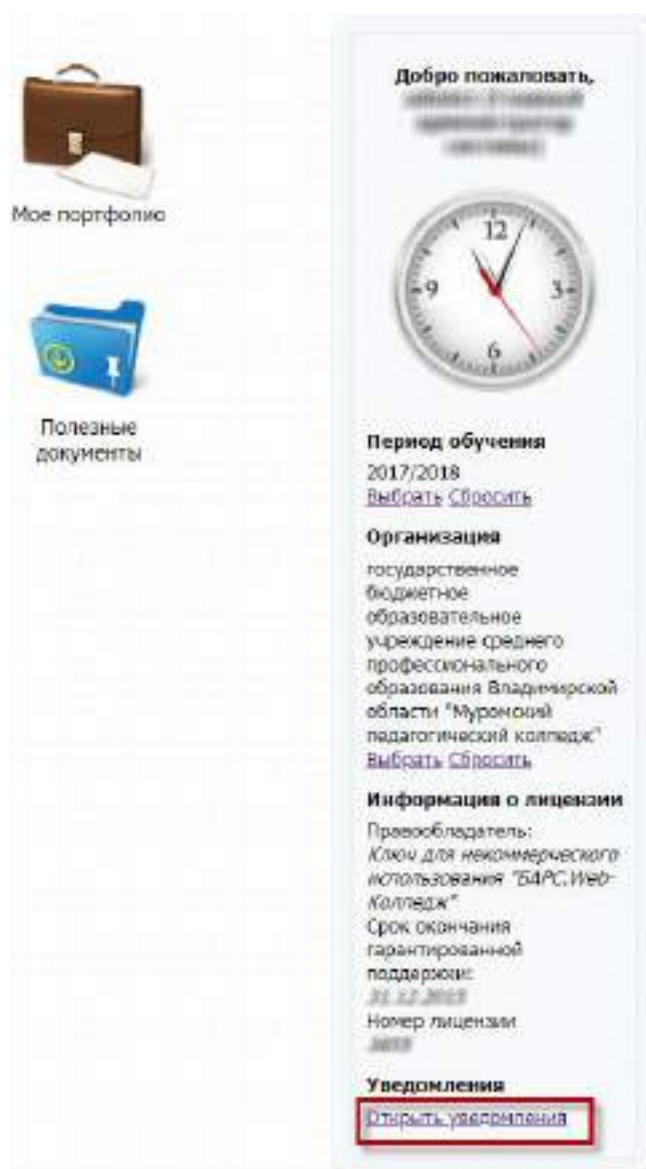 Мое портфолио
Полезные
документы
Добро пожаловать,
12
9
3
6
Период обучения
2017/2018
Выбрать Сбросить
Организация
государственное
бюджетное
образовательное
учреждение среднего
профессионального
образования Владимирской
области "Муромский
педагогический колледж"
Выбрать Сбросить
Информация о лицензии
Правообладатель:
Ключ для некоммерческого
использования "БАРС.Web-
Колледж"
Срок окончания
гарантированной
поддержки:
Номер лицензии
Уведомления
Открыть уведомления